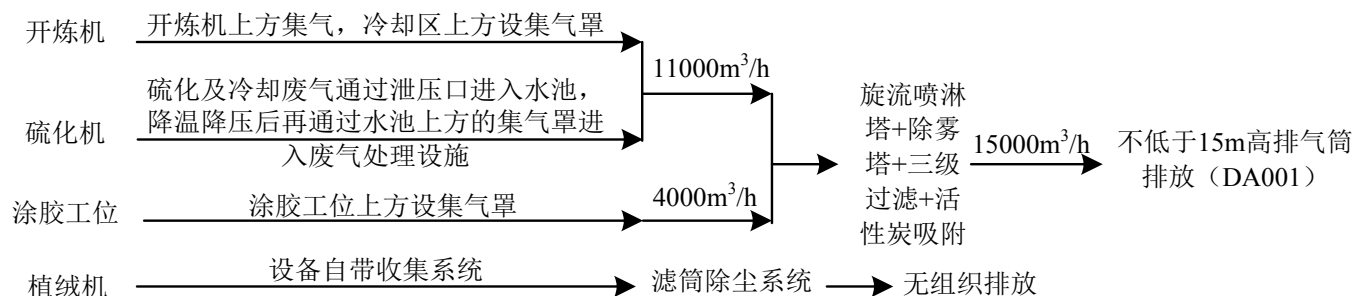 开炼机
开炼机上方集气，冷却区上方设集气罩
硫化机
硫化及冷却废气通过泄压口进入水池，
降温降压后再通过水池上方的集气罩进
入废气处理设施
11000m³/h
涂胶工位
涂胶工位上方设集气罩
4000m³/h
旋流喷淋
塔+除雾
塔+三级
过滤+活
性炭吸附
15000m³/h
不低于15m高排气筒
排放（DA001）
植绒机
设备自带收集系统
滤筒除尘系统
无组织排放